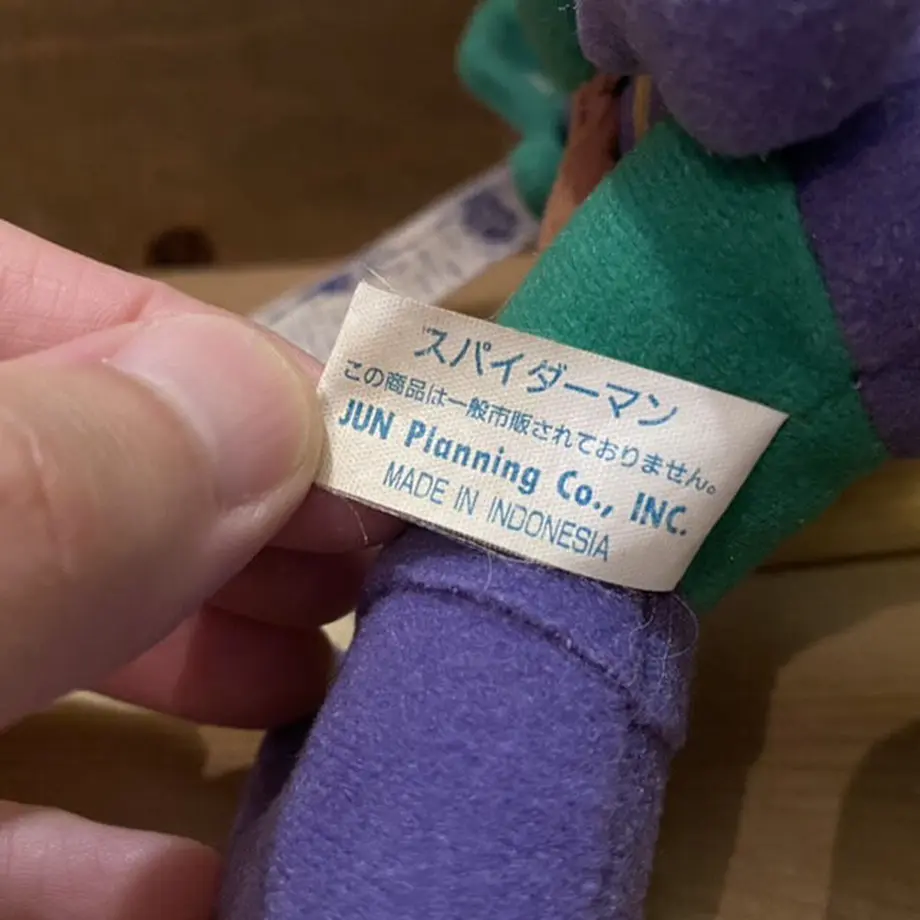 スパイダーマン
この商品は一般市販されておりません。
JUN Planning Co., INC.
MADE IN INDONESIA